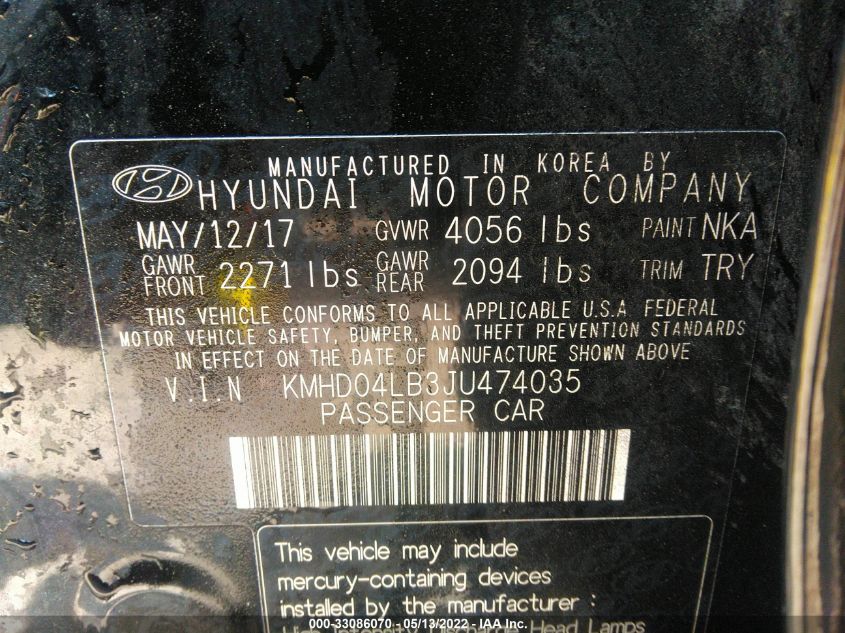 MANUFACTURED IN KOREA BY
HYUNDAI MOTOR COMPANY
MAY/12/17 GVWR 4056 lbs PAINT NKA
GAWR FRONT 2271 lbs GAWR REAR 2094 lbs TRIM TRY
THIS VEHICLE CONFORMS TO ALL APPLICABLE U.S.A FEDERAL
MOTOR VEHICLE SAFETY, BUMPER, AND THEFT PREVENTION STANDARDS
IN EFFECT ON THE DATE OF MANUFACTURE SHOWN ABOVE
V.I.N KMHD04LB3JU474035
PASSENGER CAR
This vehicle may include
mercury-containing devices
installed by the manufacturer :
High Intensity Discharge Head Lamps
000-33086070 - 05/13/2022 - IAA Inc.